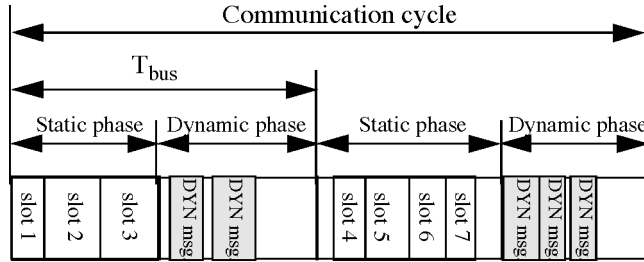 Communication cycle
T bus
Static phase Dynamic phase Static phase Dynamic phase
slot 1 slot 2 slot 3 DYN msg. DYN msg. slot 4 slot 5 slot 6 slot 7 DYN msg. DYN msg. DYN msg.